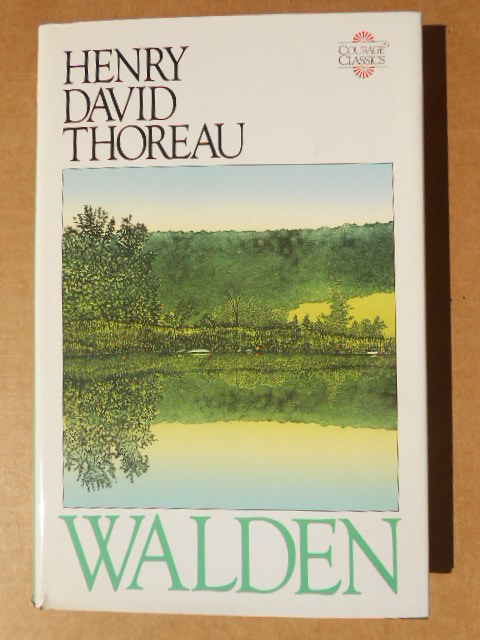 HENRY
DAVID
THOREAU
COURAGE
CLASSICS
WALDEN